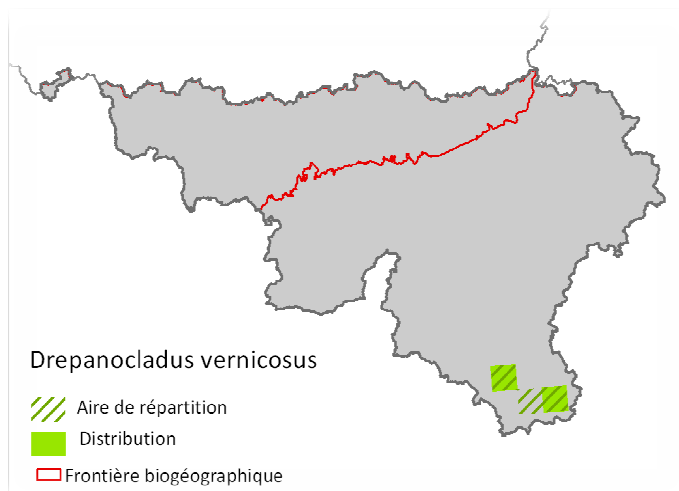 Drepanocladus vernicosus
Aire de répartition
Distribution
Frontière biogéographique